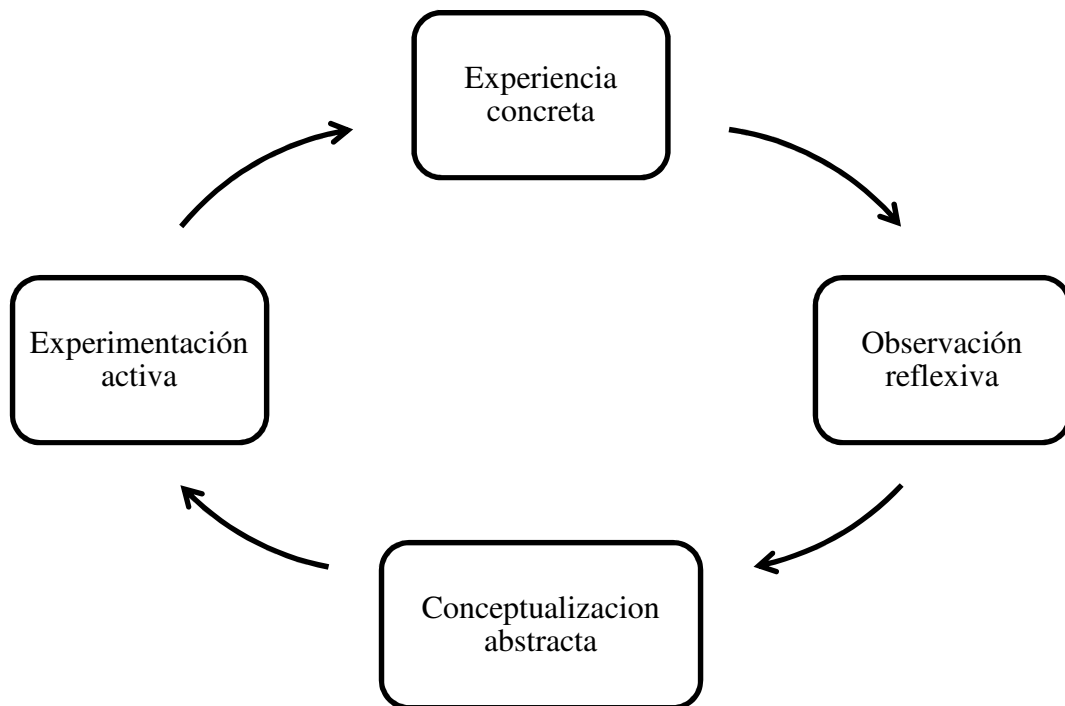 Experiencia
concreta
Experimentación
activa
Observación
reflexiva
Conceptualizacion
abstracta